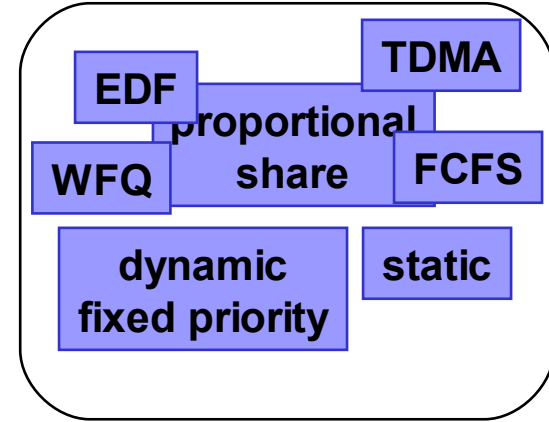 TDMA
EDF
proportional
share
WFQ
FCFS
dynamic
fixed priority
static